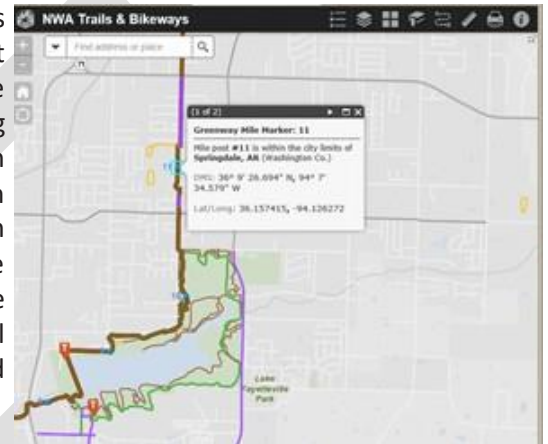 s
t
e
g
n
n
n
e
e
l
d
NWA Trails & Bikeways
Find address or place
(1 of 2)
Greenway Mile Marker: 11
Mile post #11 is within the city limits of
Springdale, AR (Washington Co.)
DMS: 36° 9' 26.694" N, 94° 7'
34.579" W
Lat/Long: 36.157415, -94.126272
Lake
Fayetteville
Park